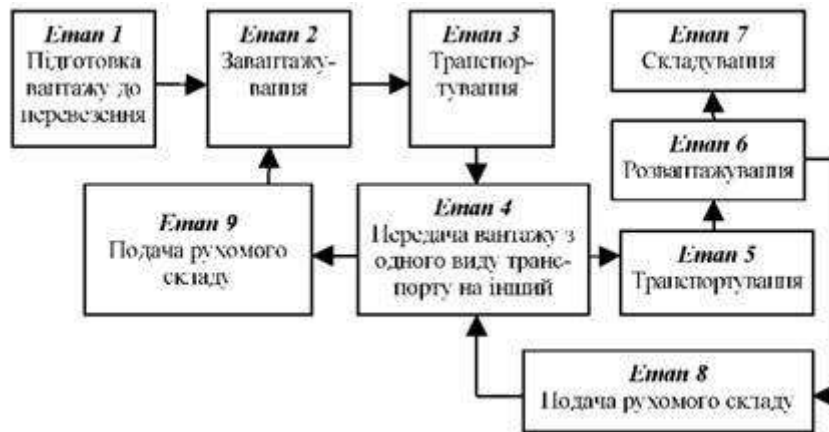 Етап 1
Підготовка
вантажу до
перевезення
Етап 2
Завантажу-
вання
Етап 3
Транспор-
тування
Етап 7
Складування
Етап 6
Розвантажування
Етап 9
Подача рухомого
складу
Етап 4
Передача вантажу з
одного виду транс-
порту на інший
Етап 5
Транспортування
Етап 8
Подача рухомого складу